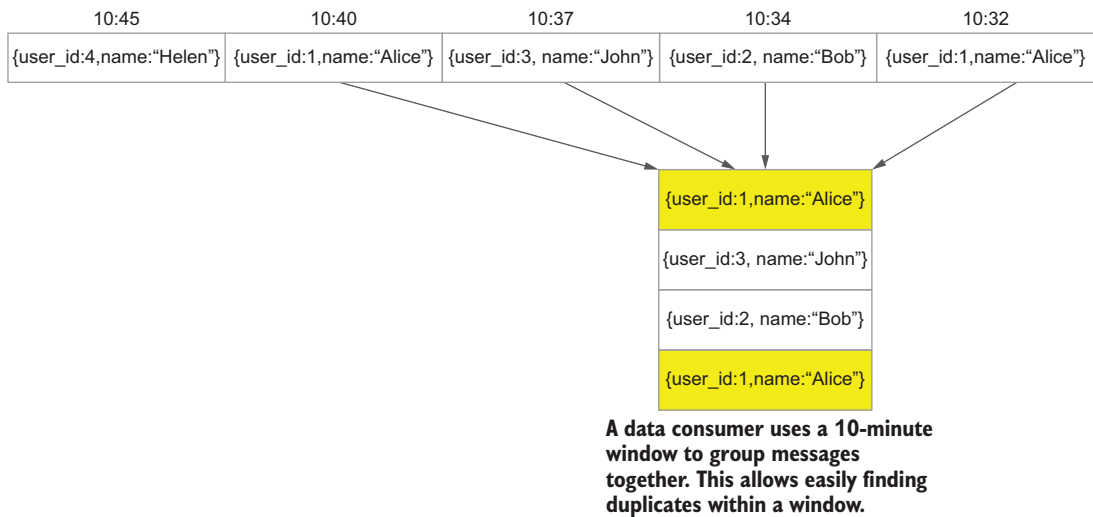 10:45 10:40 10:37 10:34 10:32
{user_id:4,name:“Helen”} {user_id:1,name:“Alice”} {user_id:3, name:“John”} {user_id:2, name:“Bob”} {user_id:1,name:“Alice”}
{user_id:1,name:“Alice”}
{user_id:3, name:“John”}
{user_id:2, name:“Bob”}
{user_id:1,name:“Alice”}
A data consumer uses a 10-minute
window to group messages
together. This allows easily finding
duplicates within a window.